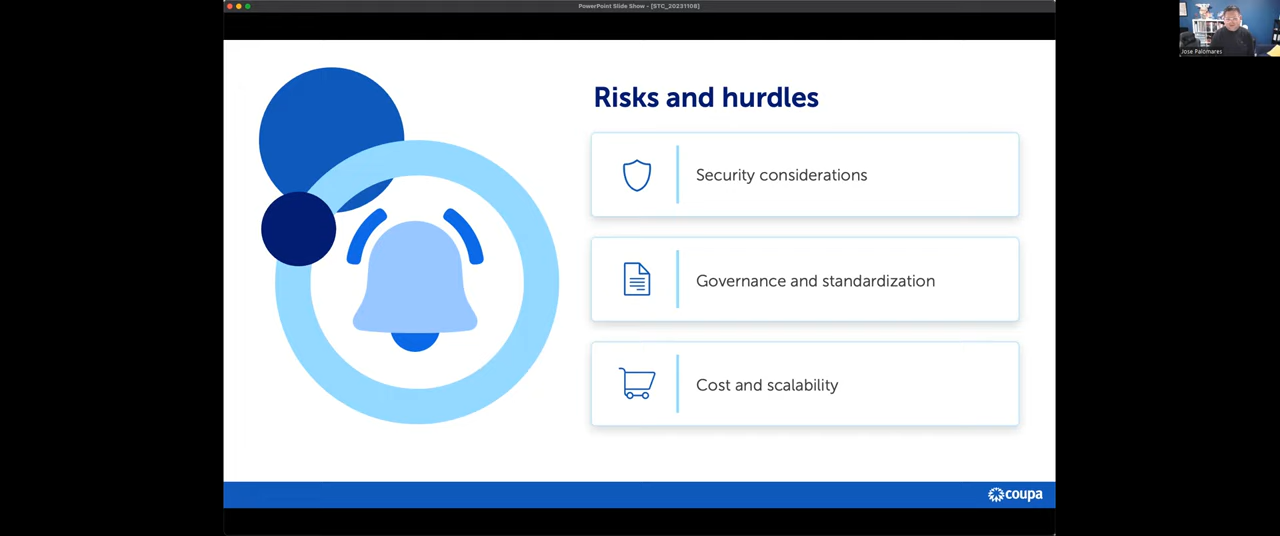 PowerPoint Slide Show - [STC_20231108]
Jose Palomares
Risks and hurdles
Security considerations
Governance and standardization
Cost and scalability
coupa